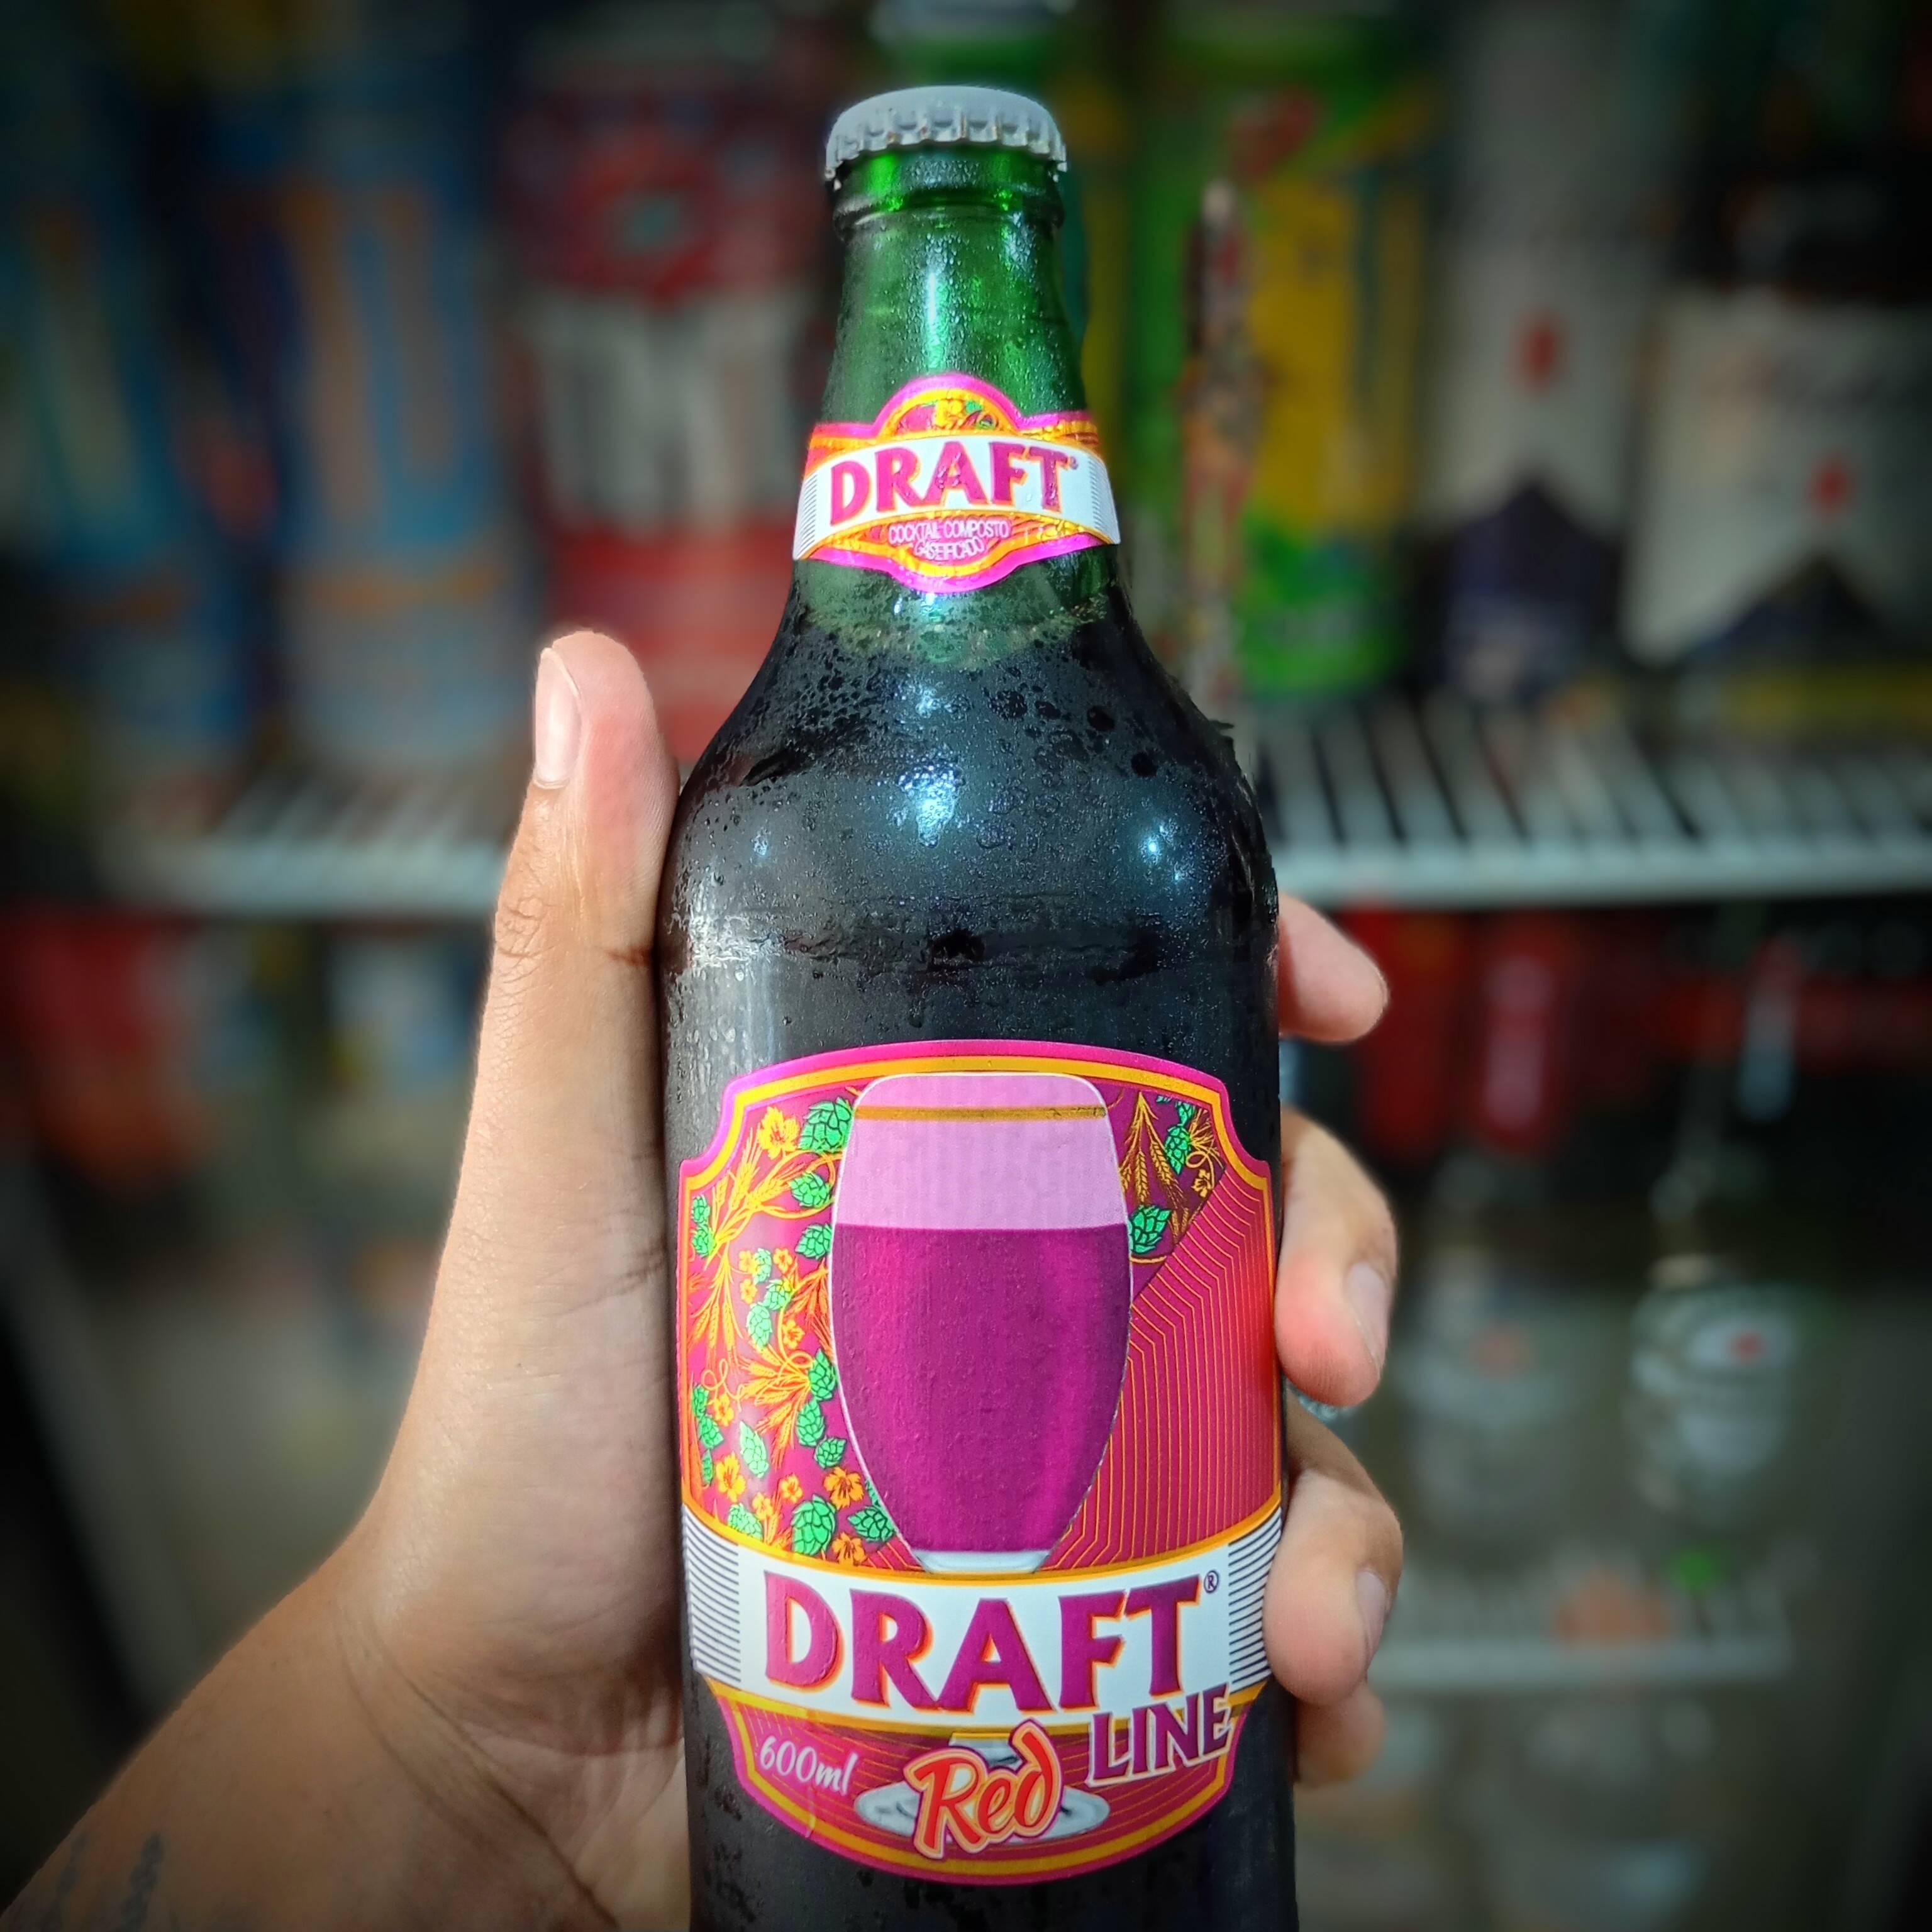 DRAFT®
COCKTAIL COMPOSTO
GASEIFICADO
DRAFT®
LINE
600ml
Red